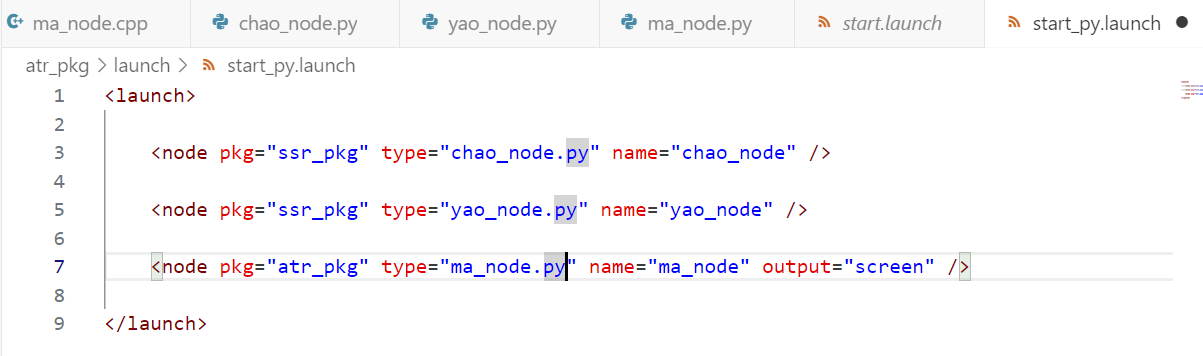 ma_node.cpp chao_node.py yao_node.py ma_node.py start.launch start_py.launch
atr_pkg > launch > start_py.launch
1 <launch>
2
3 <node pkg="ssr_pkg" type="chao_node.py" name="chao_node" />
4
5 <node pkg="ssr_pkg" type="yao_node.py" name="yao_node" />
6
7 <node pkg="atr_pkg" type="ma_node.py" name="ma_node" output="screen" />
8
9 </launch>